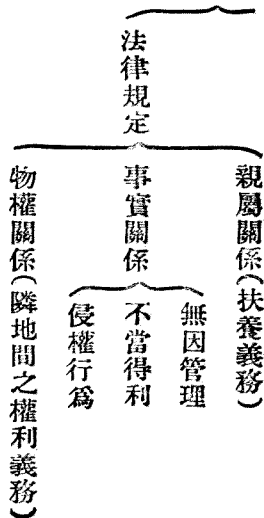 法律規定
親屬關係（扶養義務）
事實關係
無因管理
不當得利
侵權行爲
物權關係（隣地間之權利義務）